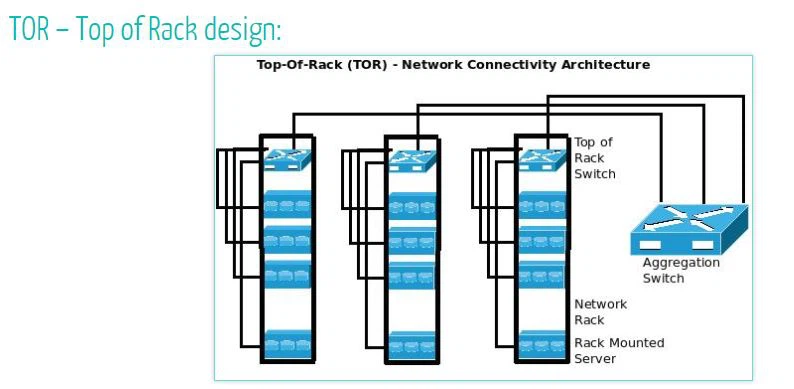 TOR – Top of Rack design:
Top-Of-Rack (TOR) - Network Connectivity Architecture
Top of
Rack
Switch
Aggregation
Switch
Network
Rack
Rack Mounted
Server